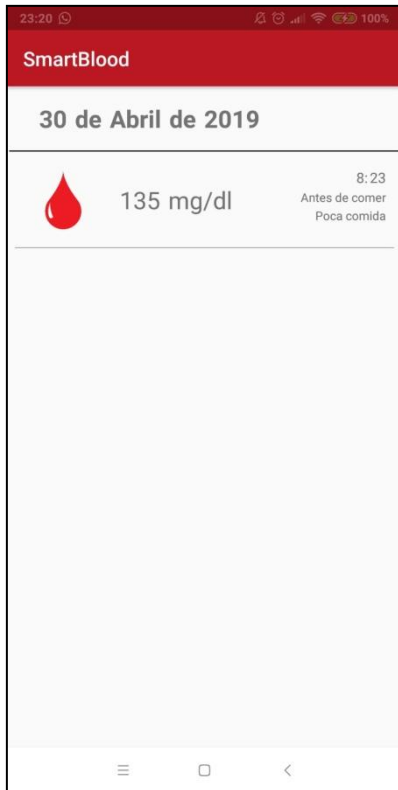 23:20 100%
SmartBlood
30 de Abril de 2019
135 mg/dl
8:23
Antes de comer
Poca comida